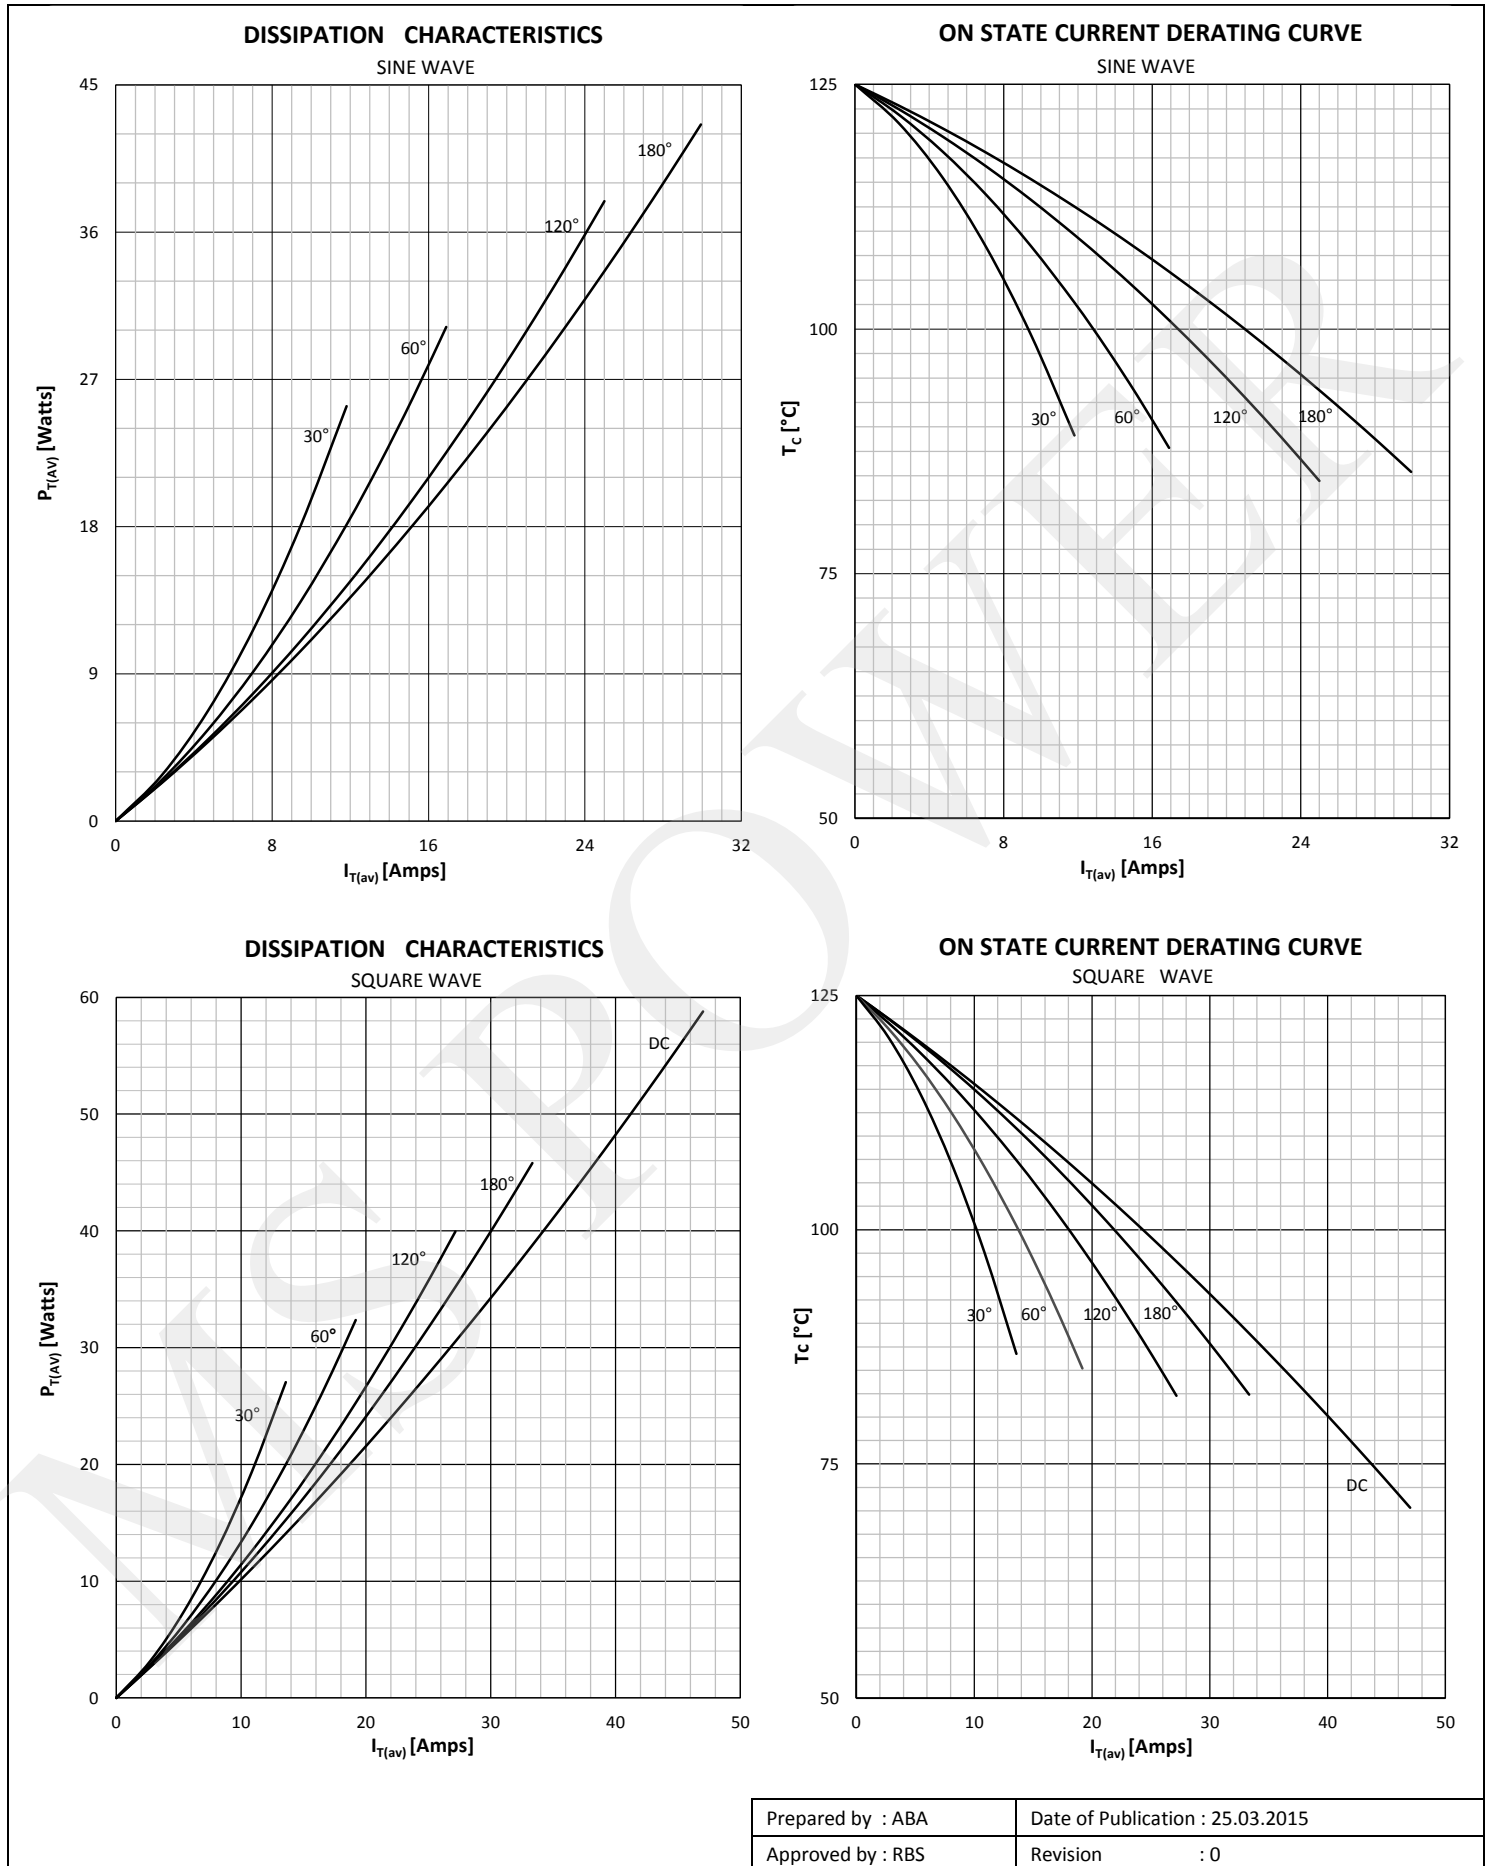 DISSIPATION CHARACTERISTICS
SINE WAVE
45
36
27
18
9
0
0 8 16 24 32
P_T(AV) [Watts]
I_T(av) [Amps]
30°
60°
120°
180°
ON STATE CURRENT DERATING CURVE
SINE WAVE
125
100
75
50
0 8 16 24 32
T_C [°C]
I_T(av) [Amps]
30° 60° 120° 180°
DISSIPATION CHARACTERISTICS
SQUARE WAVE
60
50
40
30
20
10
0
0 10 20 30 40 50
P_T(AV) [Watts]
I_T(av) [Amps]
30°
60°
120°
180°
DC
ON STATE CURRENT DERATING CURVE
SQUARE WAVE
125
100
75
50
0 10 20 30 40 50
Tc [°C]
I_T(av) [Amps]
30° 60° 120° 180°
DC
MS POWER
Prepared by : ABA Date of Publication : 25.03.2015
Approved by : RBS Revision : 0